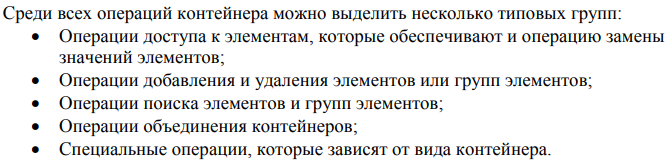 Среди всех операций контейнера можно выделить несколько типовых групп:
• Операции доступа к элементам, которые обеспечивают и операцию замены
значений элементов;
• Операции добавления и удаления элементов или групп элементов;
• Операции поиска элементов и групп элементов;
• Операции объединения контейнеров;
• Специальные операции, которые зависят от вида контейнера.